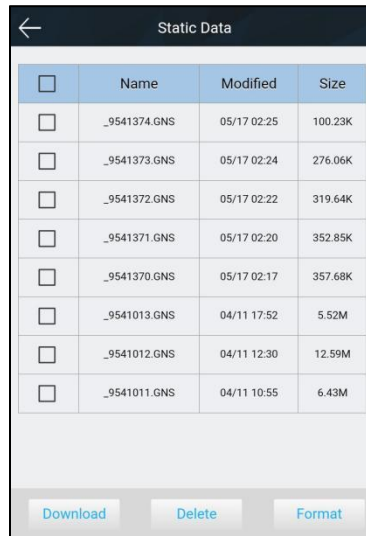 Static Data
Name Modified Size
_9541374.GNS 05/17 02:25 100.23K
_9541373.GNS 05/17 02:24 276.06K
_9541372.GNS 05/17 02:22 319.64K
_9541371.GNS 05/17 02:20 352.85K
_9541370.GNS 05/17 02:17 357.68K
_9541013.GNS 04/11 17:52 5.52M
_9541012.GNS 04/11 12:30 12.59M
_9541011.GNS 04/11 10:55 6.43M
Download Delete Format